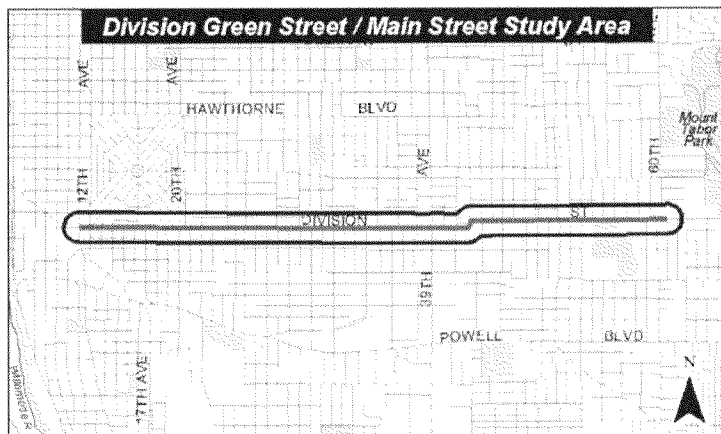 Division Green Street / Main Street Study Area
AVE
AVE
HAWTHORNE BLVD
Mount
Tabor
Park
AVE
60TH
12TH
20TH
DIVISION ST
39TH
POWELL BLVD
17TH AVE
Willamette R
N